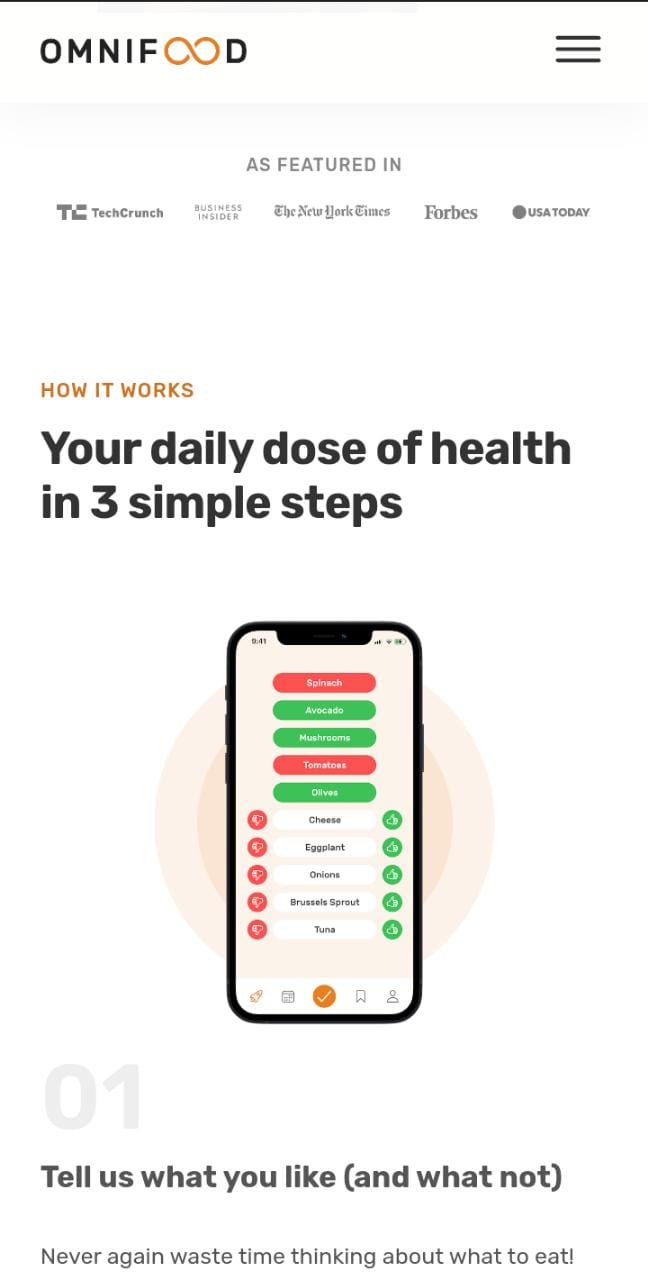 OMNIFOOD
AS FEATURED IN
TechCrunch
BUSINESS
INSIDER
The New York Times
Forbes
USA TODAY
HOW IT WORKS
Your daily dose of health
in 3 simple steps
9:41
Spinach
Avocado
Mushrooms
Tomatoes
Olives
Cheese
Eggplant
Onions
Brussels Sprout
Tuna
01
Tell us what you like (and what not)
Never again waste time thinking about what to eat!